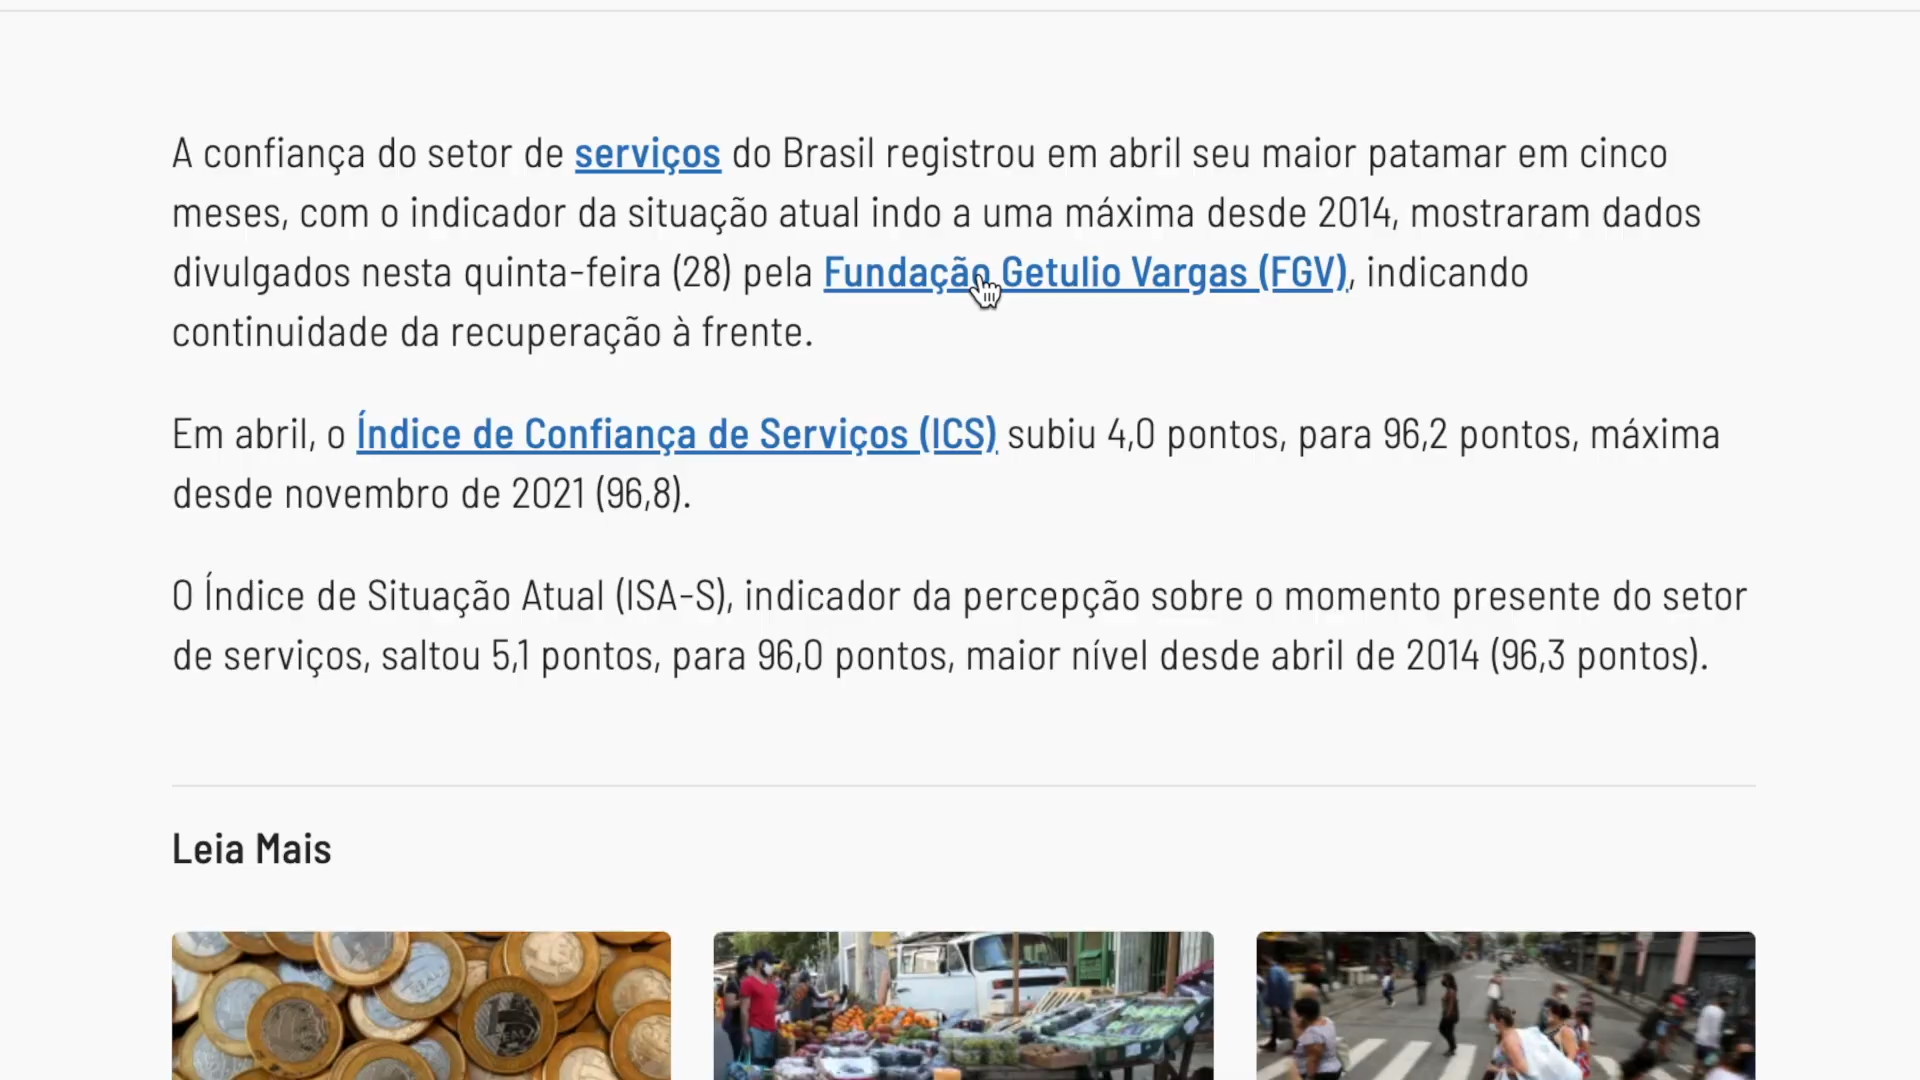 A confiança do setor de serviços do Brasil registrou em abril seu maior patamar em cinco
meses, com o indicador da situação atual indo a uma máxima desde 2014, mostraram dados
divulgados nesta quinta-feira (28) pela Fundação Getulio Vargas (FGV), indicando
continuidade da recuperação à frente.
Em abril, o Índice de Confiança de Serviços (ICS) subiu 4,0 pontos, para 96,2 pontos, máxima
desde novembro de 2021 (96,8).
O Índice de Situação Atual (ISA-S), indicador da percepção sobre o momento presente do setor
de serviços, saltou 5,1 pontos, para 96,0 pontos, maior nível desde abril de 2014 (96,3 pontos).
Leia Mais